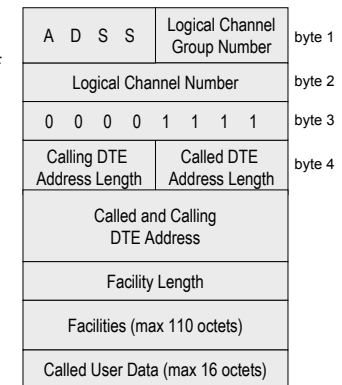 A D S S
Logical Channel
Group Number
byte 1
Logical Channel Number
byte 2
0 0 0 0 1 1 1 1
byte 3
Calling DTE
Address Length
Called DTE
Address Length
byte 4
Called and Calling
DTE Address
Facility Length
Facilities (max 110 octets)
Called User Data (max 16 octets)